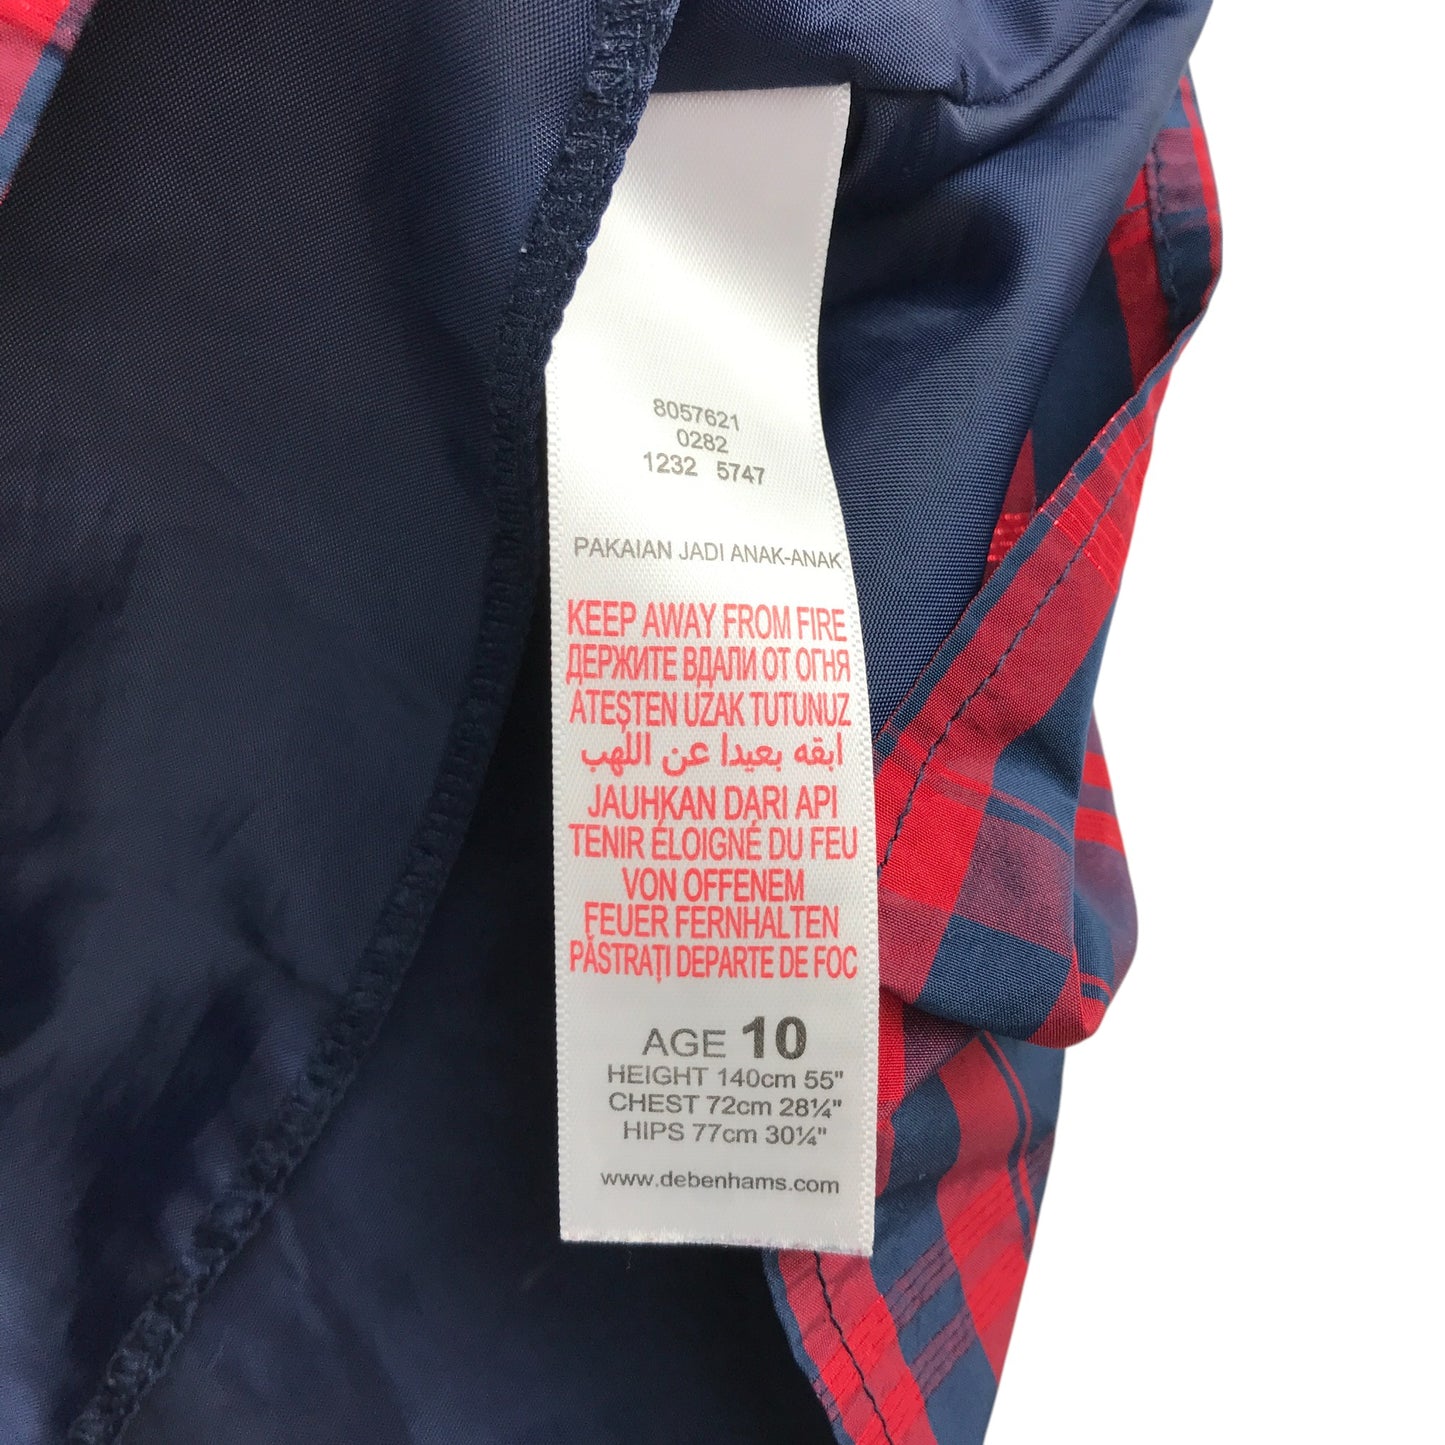 8057621
0282
1232 5747
PAKAIAN JADI ANAK-ANAK
KEEP AWAY FROM FIRE
ДЕРЖИТЕ ВДАЛИ ОТ ОГНЯ
ATEŞTEN UZAK TUTUNUZ
ابقه بعيدا عن اللهب
JAUHKAN DARI API
TENIR ÉLOIGNÉ DU FEU
VON OFFENEM
FEUER FERNHALTEN
PĂSTRAȚI DEPARTE DE FOC
AGE 10
HEIGHT 140cm 55"
CHEST 72cm 28¼"
HIPS 77cm 30¼"
www.debenhams.com